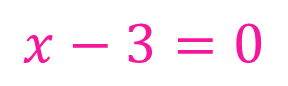 x − 3 = 0